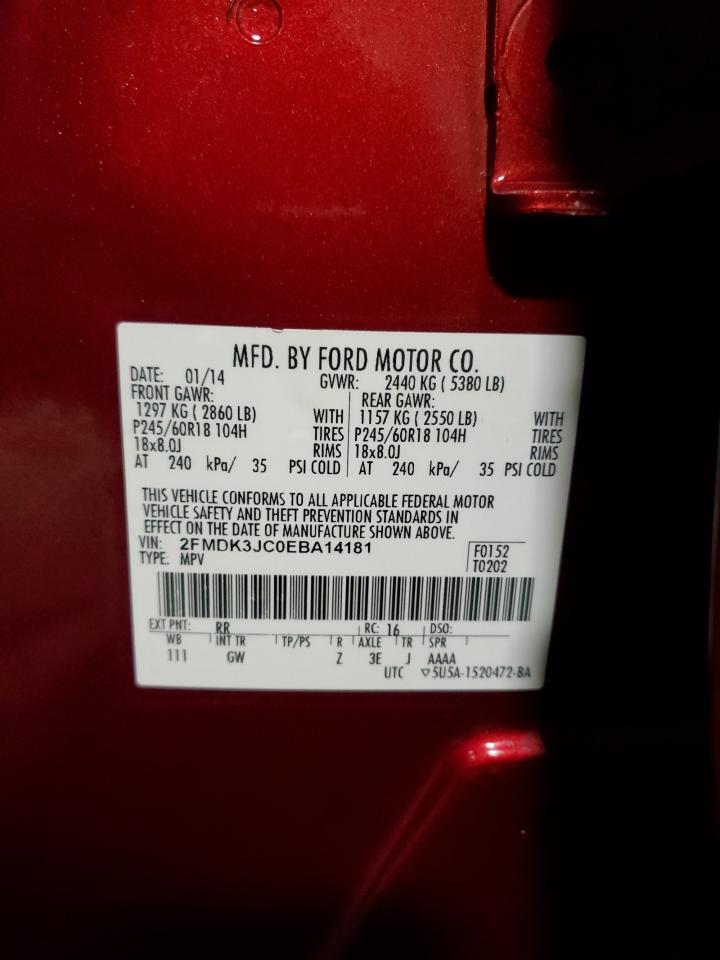 MFD. BY FORD MOTOR CO.
DATE: 01/14 GVWR: 2440 KG ( 5380 LB)
FRONT GAWR: REAR GAWR:
1297 KG ( 2860 LB) WITH 1157 KG ( 2550 LB) WITH
P245/60R18 104H TIRES P245/60R18 104H TIRES
18x8.0J RIMS 18x8.0J RIMS
AT 240 kPa/ 35 PSI COLD AT 240 kPa/ 35 PSI COLD
THIS VEHICLE CONFORMS TO ALL APPLICABLE FEDERAL MOTOR
VEHICLE SAFETY AND THEFT PREVENTION STANDARDS IN
EFFECT ON THE DATE OF MANUFACTURE SHOWN ABOVE.
VIN: 2FMDK3JC0EBA14181 F0152
TYPE: MPV T0202
EXT PNT: RR RC: 16 DSO:
WB INT TR TP/PS R AXLE TR SPR
111 GW Z 3E J AAAA
UTC ▽5U5A-1520472-BA